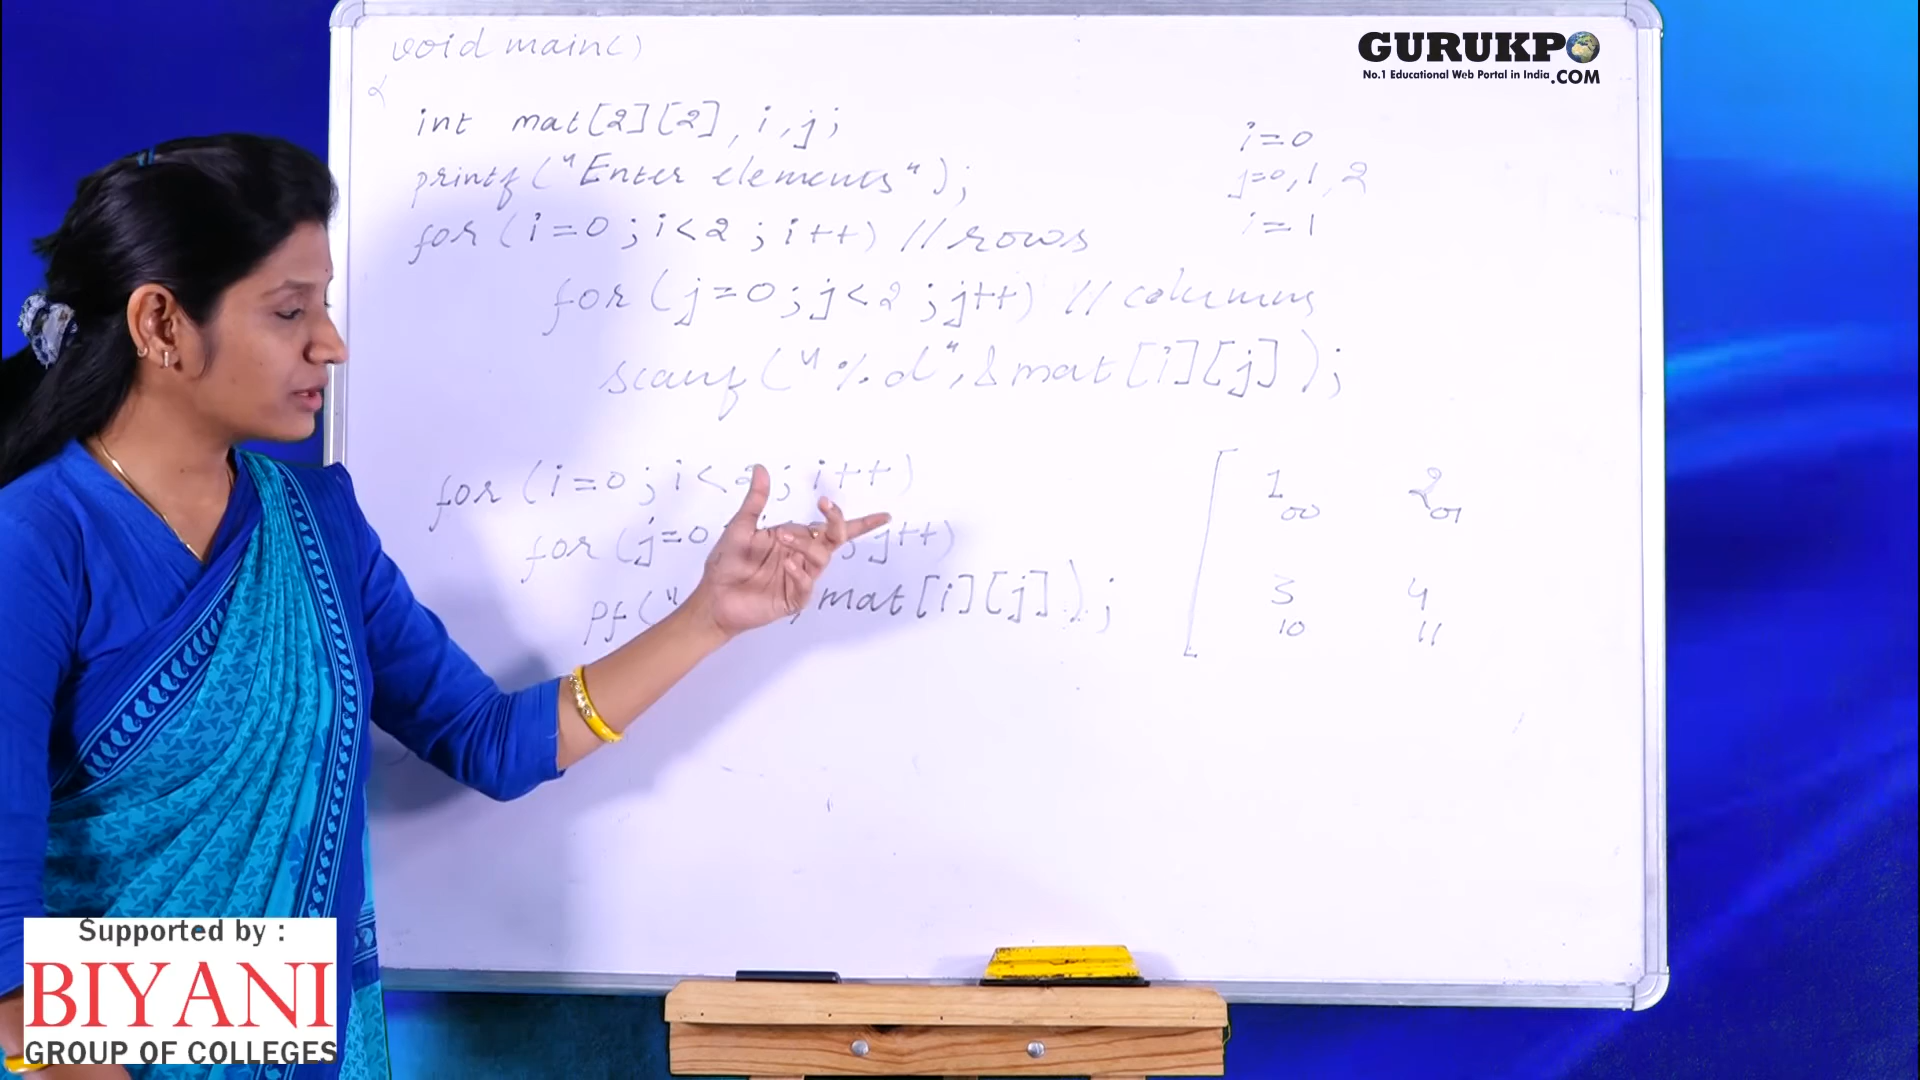 void main()
{
int mat[2][2], i, j;
printf("Enter elements");
for (i=0; i<2; i++) // rows
for (j=0; j<2; j++) // columns
scanf("%d", &mat[i][j]);
for (i=0; i<2; i++)
for (j=0 j++)
pf(" , mat[i][j]);
i=0
j=0,1,2
i=1
1 2
00 01
3 4
10 11
GURUKPO
No.1 Educational Web Portal in India .COM
Supported by :
BIYANI
GROUP OF COLLEGES